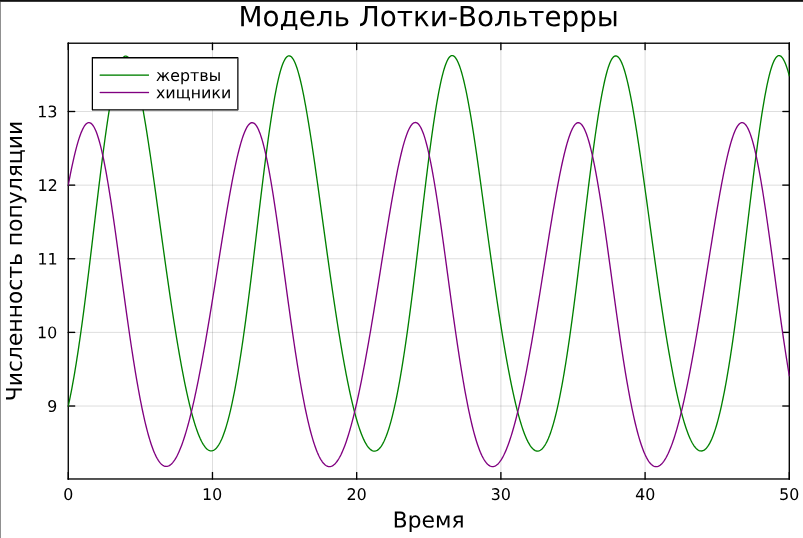 Модель Лотки-Вольтерры
жертвы
хищники
Численность популяции
13
12
11
10
9
0 10 20 30 40 50
Время